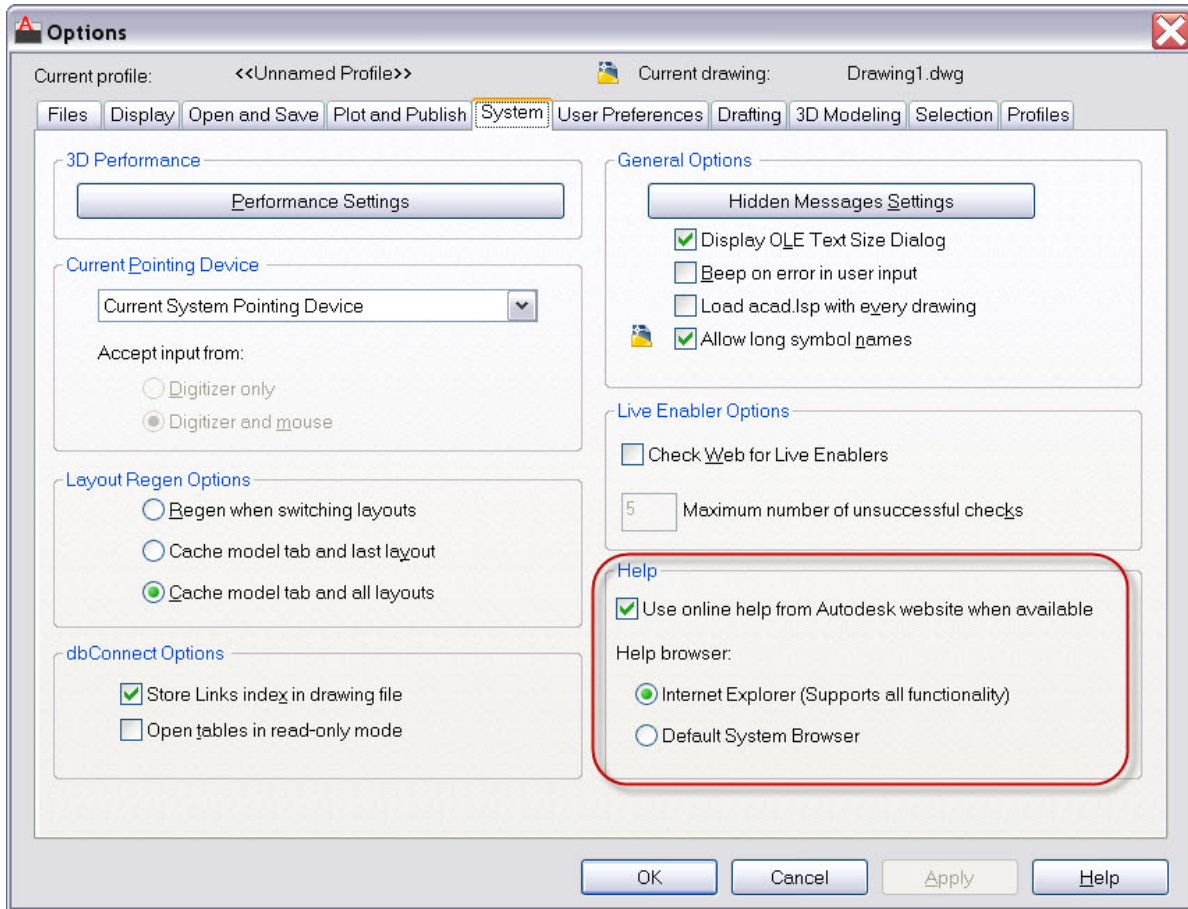 Options
Current profile: <<Unnamed Profile>> Current drawing: Drawing1.dwg
Files Display Open and Save Plot and Publish System User Preferences Drafting 3D Modeling Selection Profiles
3D Performance
Performance Settings
Current Pointing Device
Current System Pointing Device
Accept input from:
Digitizer only
Digitizer and mouse
Layout Regen Options
Regen when switching layouts
Cache model tab and last layout
Cache model tab and all layouts
dbConnect Options
Store Links index in drawing file
Open tables in read-only mode
General Options
Hidden Messages Settings
Display OLE Text Size Dialog
Beep on error in user input
Load acad.lsp with every drawing
Allow long symbol names
Live Enabler Options
Check Web for Live Enablers
5 Maximum number of unsuccessful checks
Help
Use online help from Autodesk website when available
Help browser:
Internet Explorer (Supports all functionality)
Default System Browser
OK Cancel Apply Help